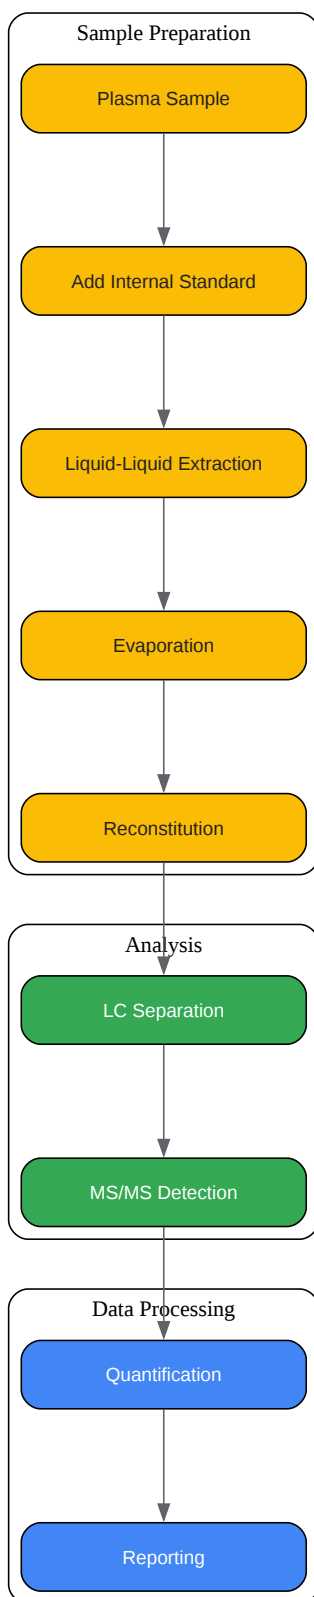 Sample Preparation
Plasma Sample
Add Internal Standard
Liquid-Liquid Extraction
Evaporation
Reconstitution
Analysis
LC Separation
MS/MS Detection
Data Processing
Quantification
Reporting